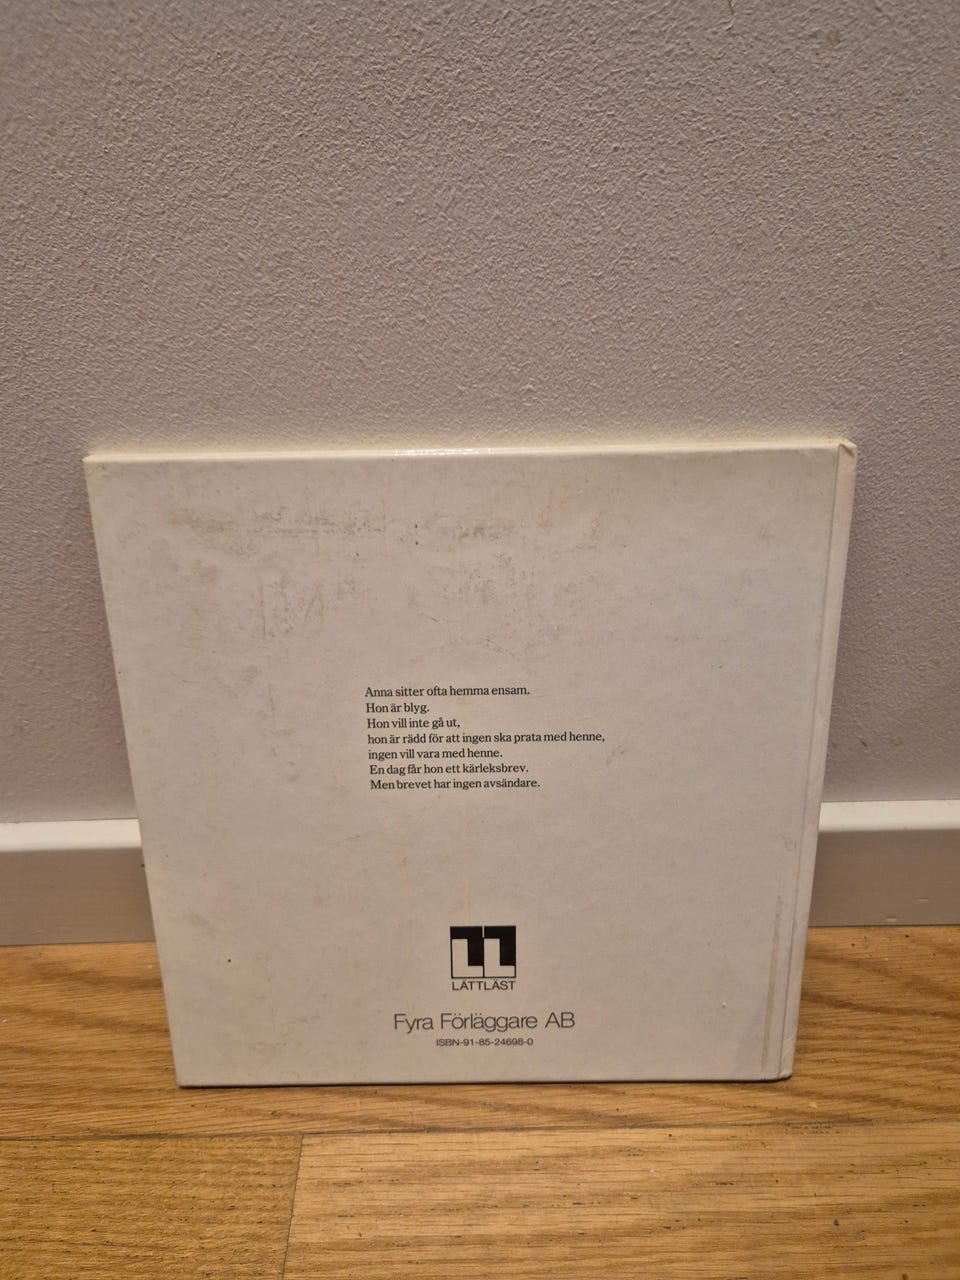 Anna sitter ofta hemma ensam.
Hon är blyg.
Hon vill inte gå ut,
hon är rädd för att ingen ska prata med henne,
ingen vill vara med henne.
En dag får hon ett kärleksbrev.
Men brevet har ingen avsändare.
LL
LÄTTLÄST
Fyra Förläggare AB
ISBN-91-85-24698-0